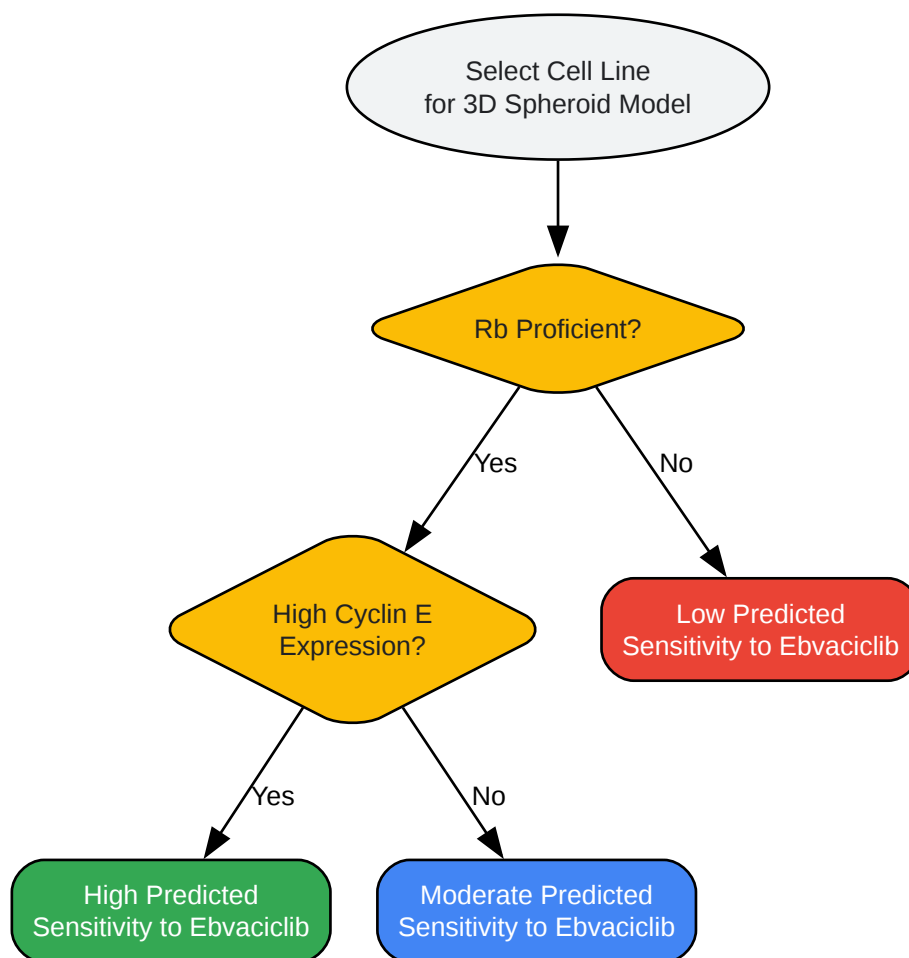 Select Cell Line
for 3D Spheroid Model
Rb Proficient?
Yes
No
High Cyclin E
Expression?
Low Predicted
Sensitivity to Ebvaciclib
Yes
No
High Predicted
Sensitivity to Ebvaciclib
Moderate Predicted
Sensitivity to Ebvaciclib